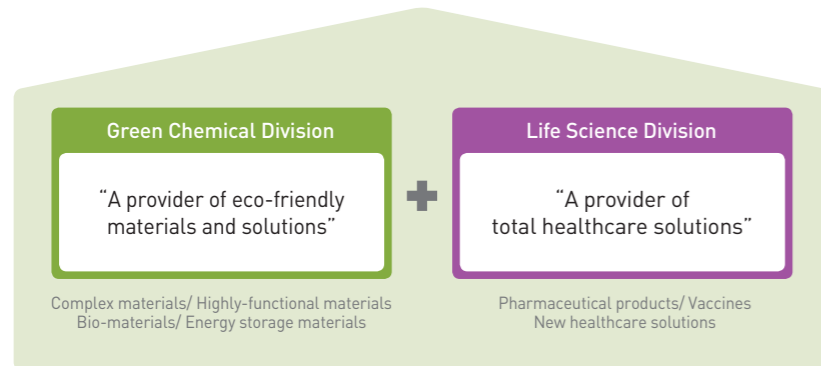 Green Chemical Division
“A provider of eco-friendly
materials and solutions”
Complex materials/ Highly-functional materials
Bio-materials/ Energy storage materials
Life Science Division
“A provider of
total healthcare solutions”
Pharmaceutical products/ Vaccines
New healthcare solutions